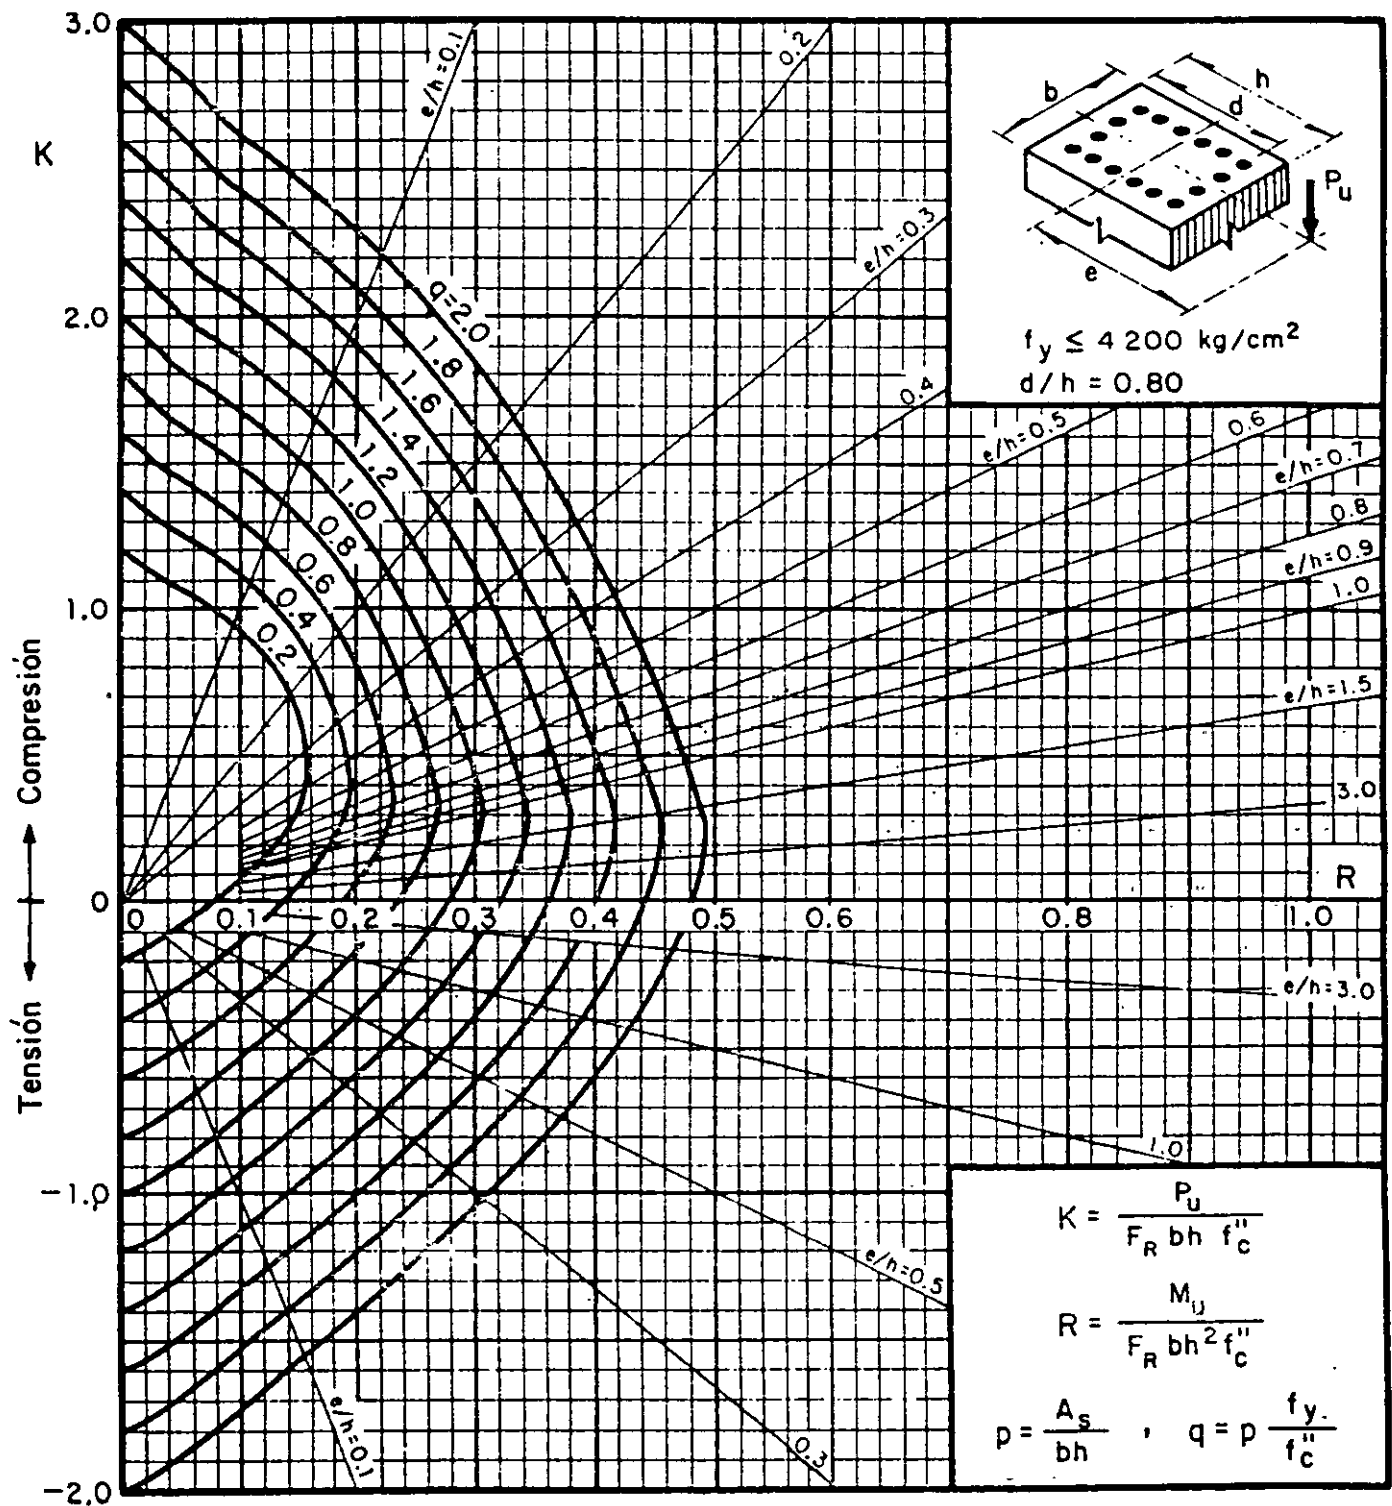 3.0
K
2.0
1.0
0
-1.0
-2.0
Tensión ← → Compresión
0 0.1 0.2 0.3 0.4 0.5 0.6 0.8 1.0
R
q=2.0
1.8
1.6
1.4
1.2
1.0
0.8
0.6
0.4
0.2
e/h=0.1
0.2
e/h=0.3
0.4
e/h=0.5
0.6
e/h=0.7
0.8
e/h=0.9
1.0
e/h=1.5
3.0
e/h=3.0
1.0
e/h=0.5
0.3
e/h=0.1
b
h
d
e
Pu
fy ≤ 4 200 kg/cm²
d/h = 0.80
K = Pu / FR bh f"c
R = Mu / FR bh² f"c
p = As / bh , q = p fy / f"c